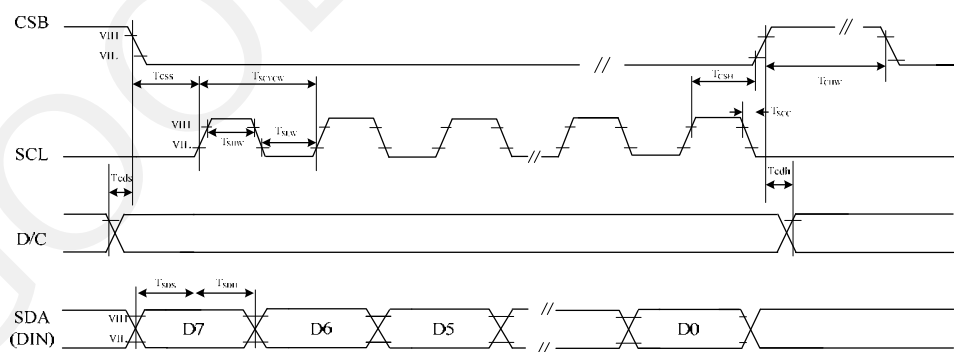 CSB
VIH
VIL
Tcss
TSCYCW
TCSH
TCHW
VIH
VIL
TSHW
TSLW
TSCC
SCL
Tcds
Tcdh
D/C
TSDS
TSDH
SDA
(DIN)
VIH
VIL
D7
D6
D5
D0